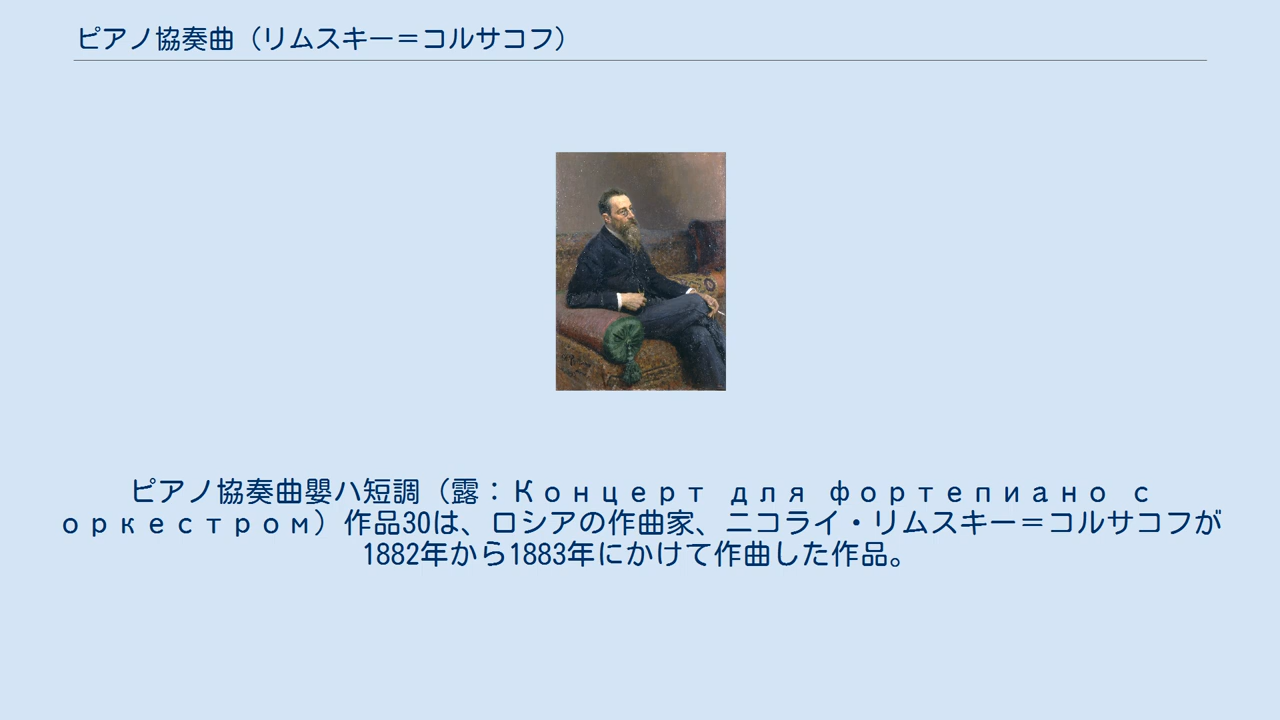 ピアノ協奏曲（リムスキー＝コルサコフ）
ピアノ協奏曲嬰ハ短調（露：Концерт для фортепиано с
оркестром）作品30は、ロシアの作曲家、ニコライ・リムスキー＝コルサコフが
1882年から1883年にかけて作曲した作品。